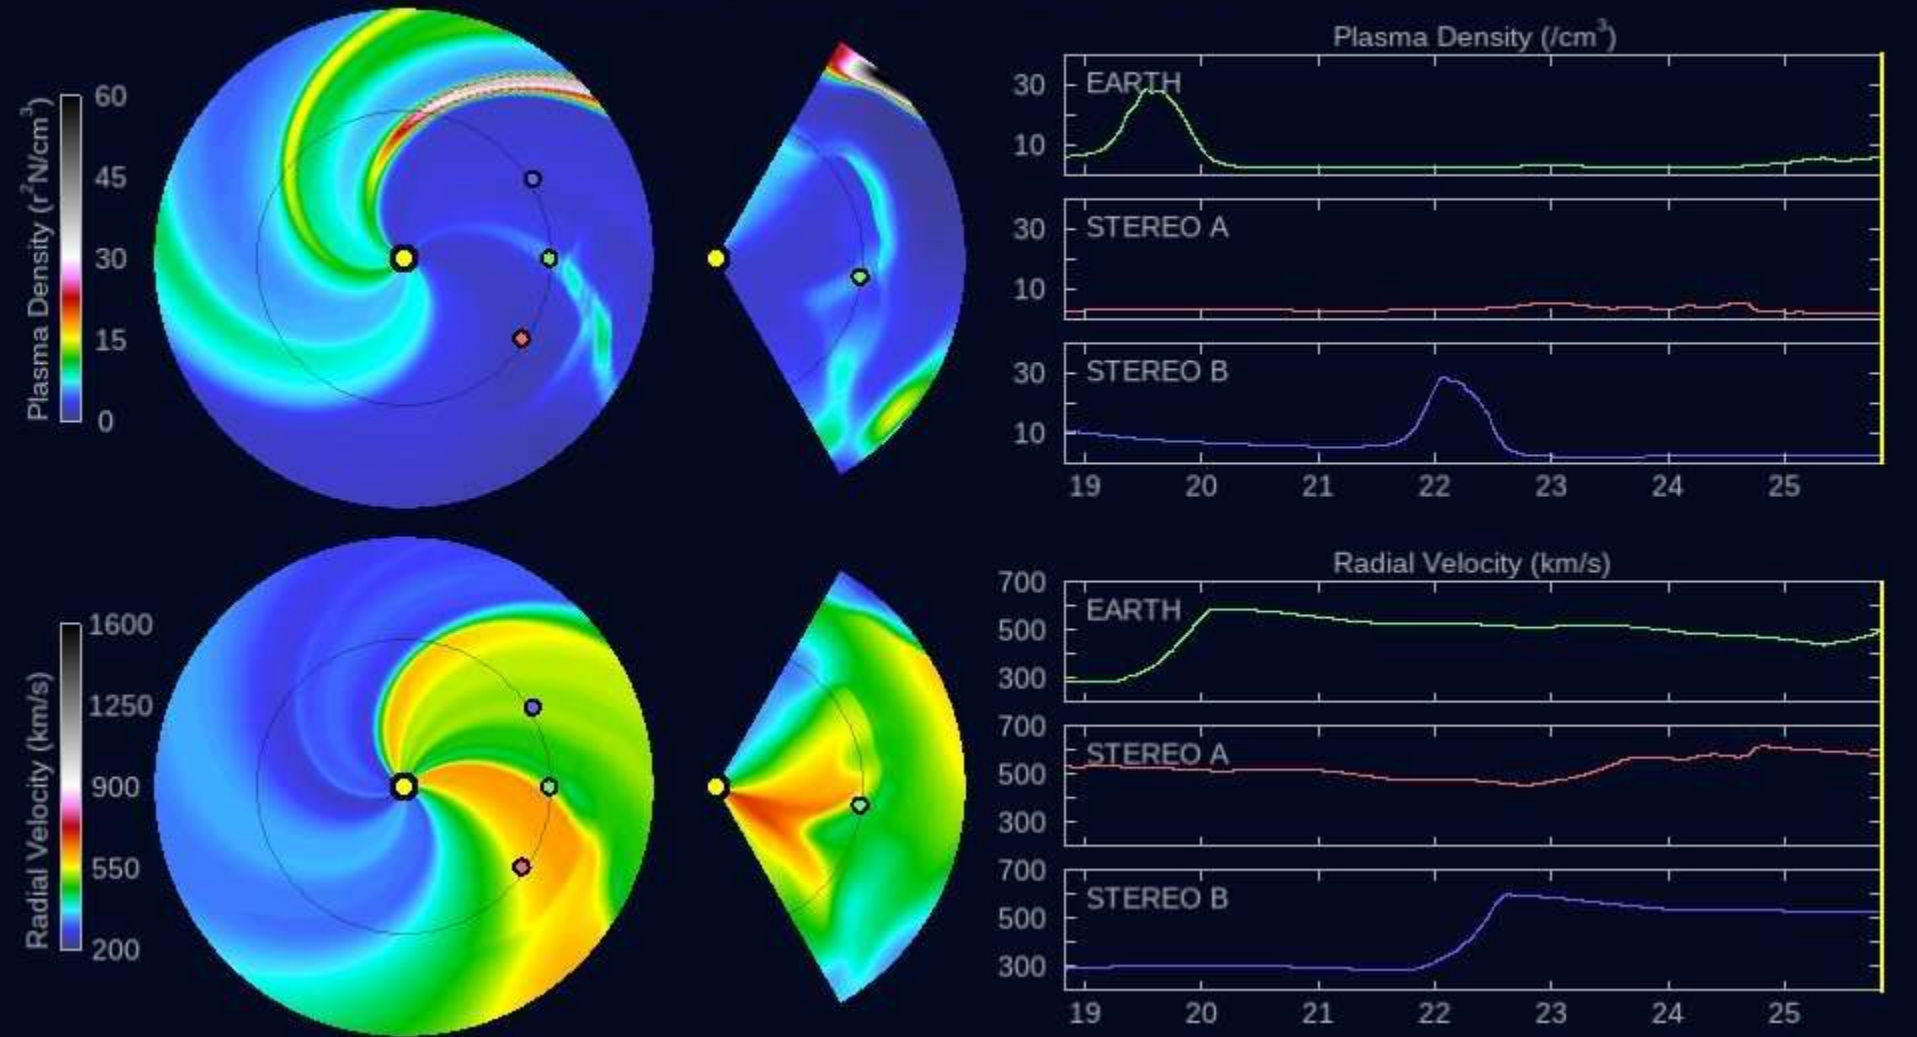 Plasma Density (r²N/cm³)
60
45
30
15
0
Plasma Density (/cm³)
EARTH
30
10
STEREO A
30
10
STEREO B
30
10
19 20 21 22 23 24 25
Radial Velocity (km/s)
1600
1250
900
550
200
Radial Velocity (km/s)
700
EARTH
500
300
700
STEREO A
500
300
700
STEREO B
500
300
19 20 21 22 23 24 25